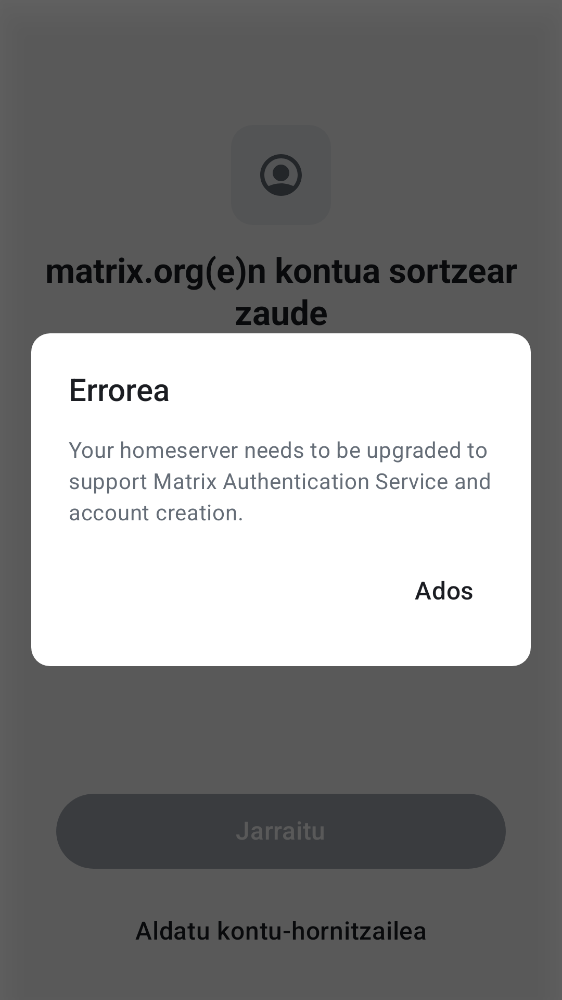 matrix.org(e)n kontua sortzear
zaude
Errorea
Your homeserver needs to be upgraded to
support Matrix Authentication Service and
account creation.
Ados
Jarraitu
Aldatu kontu-hornitzailea